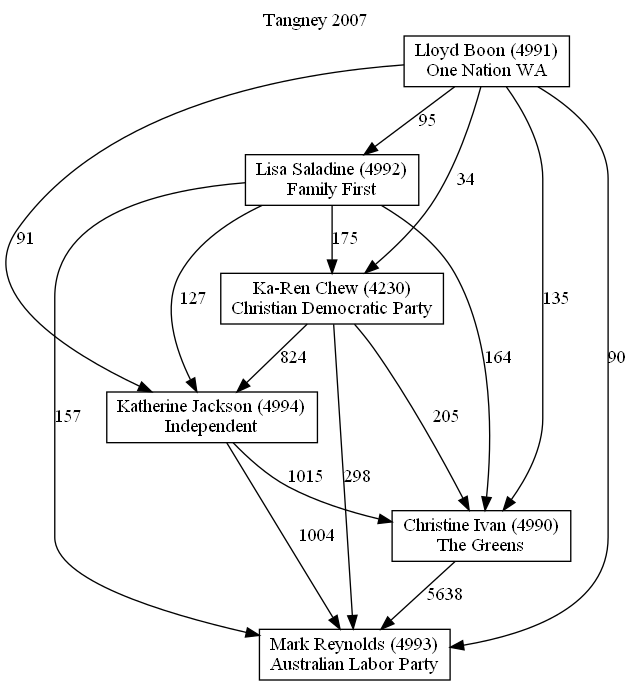 Tangney 2007
Lloyd Boon (4991)
One Nation WA
95
Lisa Saladine (4992)
Family First
34
91
175
127
135
Ka-Ren Chew (4230)
Christian Democratic Party
164
90
824
Katherine Jackson (4994)
Independent
157
205
1015
298
Christine Ivan (4990)
The Greens
1004
5638
Mark Reynolds (4993)
Australian Labor Party